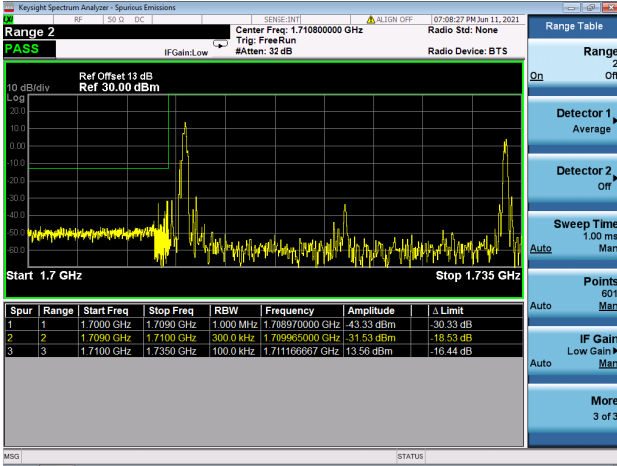 Keysight Spectrum Analyzer - Spurious Emissions
RF 50 Ω DC SENSE:INT ALIGN OFF 07:08:27 PM Jun 11, 2021
Range 2 Center Freq: 1.710800000 GHz Radio Std: None
Trig: Free Run
PASS IFGain:Low #Atten: 32 dB Radio Device: BTS
Ref Offset 13 dB
10 dB/div Ref 30.00 dBm
Log
20.0
10.0
0.00
-10.0
-20.0
-30.0
-40.0
-50.0
-60.0
Start 1.7 GHz Stop 1.735 GHz
Spur Range Start Freq Stop Freq RBW Frequency Amplitude Δ Limit
1 1 1.7000 GHz 1.7090 GHz 1.000 MHz 1.708970000 GHz -43.33 dBm -30.33 dB
2 2 1.7090 GHz 1.7100 GHz 300.0 kHz 1.709965000 GHz -31.53 dBm -18.53 dB
3 3 1.7100 GHz 1.7350 GHz 100.0 kHz 1.711166667 GHz 13.56 dBm -16.44 dB
MSG STATUS
Range Table
Range
2
On Off
Detector 1
Average
Detector 2
Off
Sweep Time
1.00 ms
Auto Man
Points
601
Auto Man
IF Gain
Low Gain
Auto Man
More
3 of 3